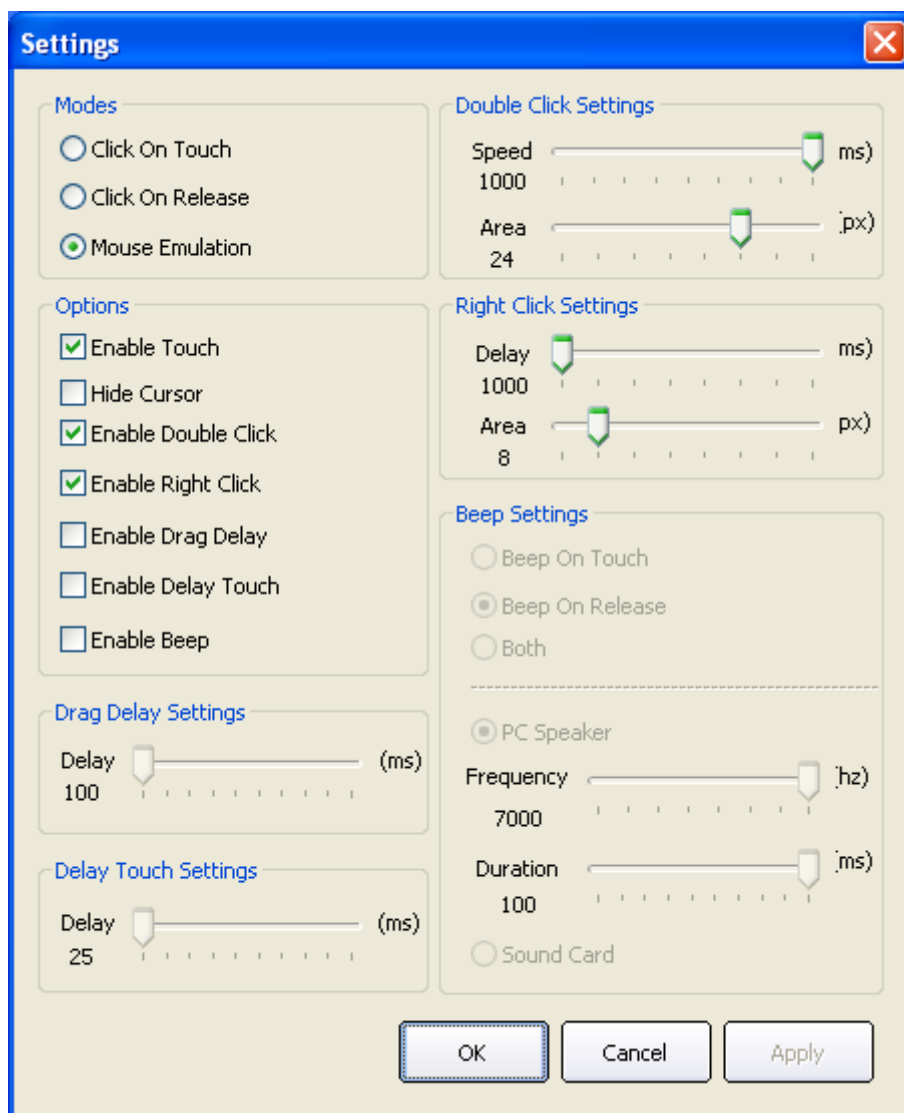 Settings
Modes
Click On Touch
Click On Release
Mouse Emulation
Options
Enable Touch
Hide Cursor
Enable Double Click
Enable Right Click
Enable Drag Delay
Enable Delay Touch
Enable Beep
Drag Delay Settings
Delay (ms)
100
Delay Touch Settings
Delay (ms)
25
Double Click Settings
Speed ms)
1000
Area px)
24
Right Click Settings
Delay ms)
1000
Area px)
8
Beep Settings
Beep On Touch
Beep On Release
Both
PC Speaker
Frequency hz)
7000
Duration ms)
100
Sound Card
OK Cancel Apply